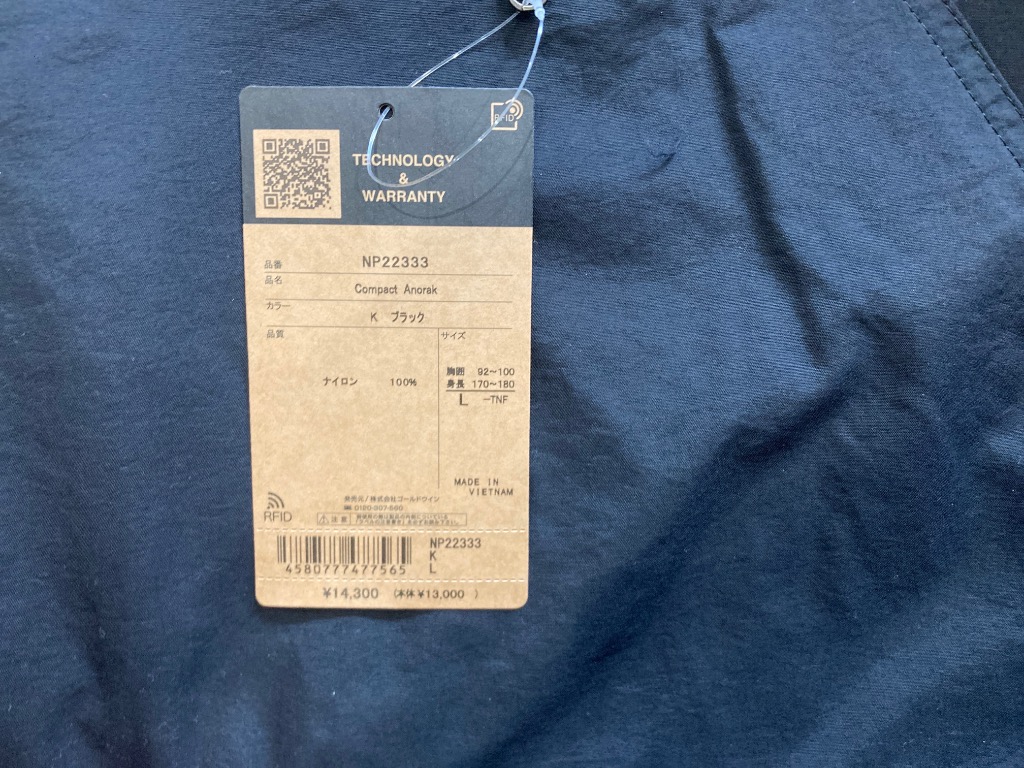 RFID
TECHNOLOGY
&
WARRANTY
品番 NP22333
品名
Compact Anorak
カラー
K ブラック
品質
サイズ
ナイロン 100%
胸囲 92~100
身長 170~180
L -TNF
MADE IN
VIETNAM
発売元/株式会社ゴールドウイン
0120-307-560
RFID
注意
NP22333
K
L
4580777477565
¥14,300 (本体¥13,000 )